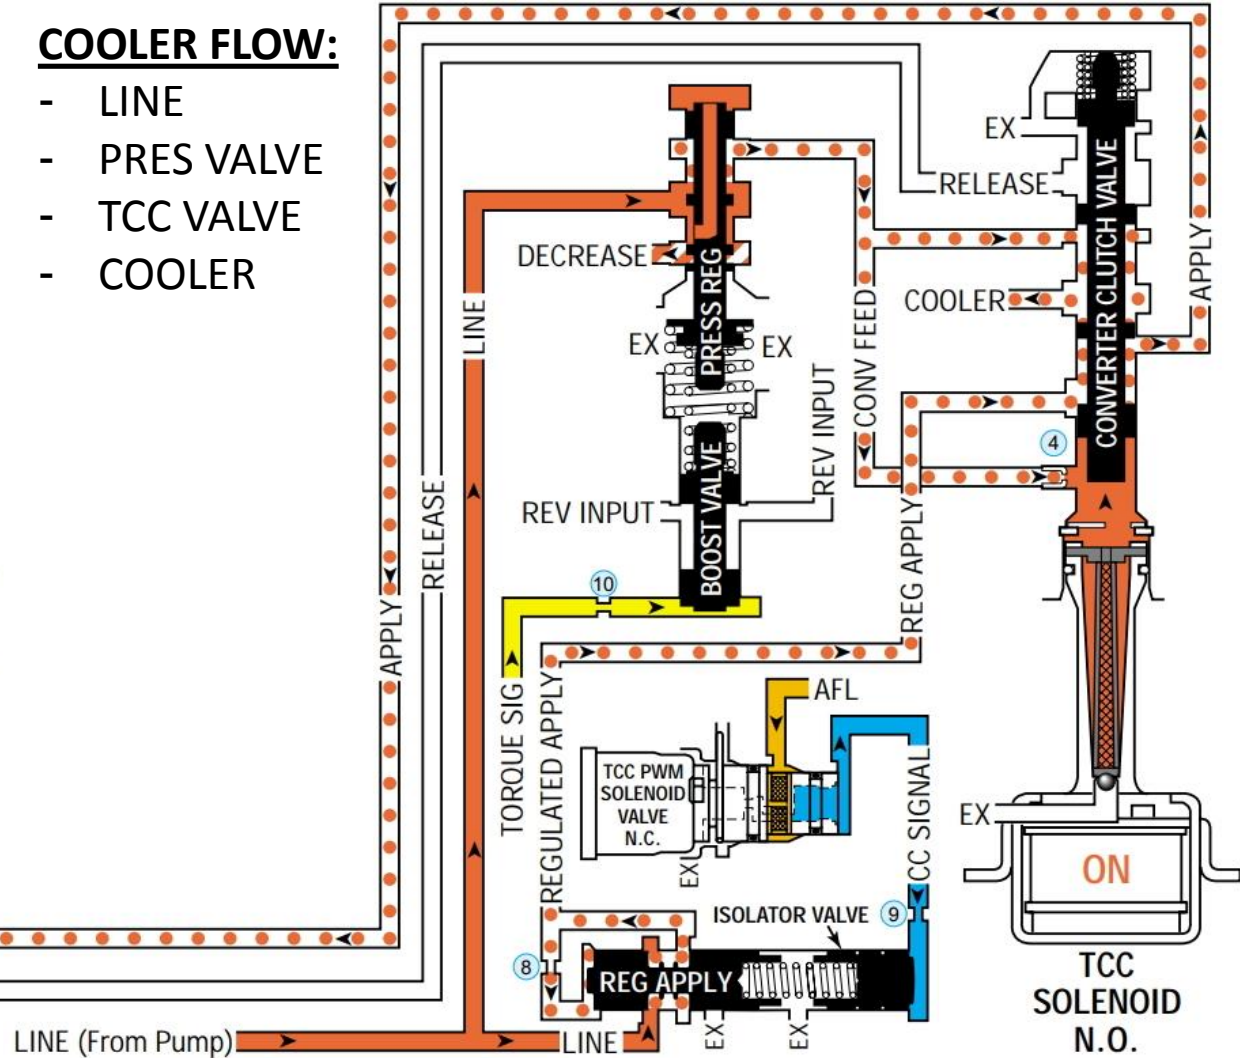 COOLER FLOW:
- LINE
- PRES VALVE
- TCC VALVE
- COOLER
EX
RELEASE
CONVERTER CLUTCH VALVE
APPLY
DECREASE
PRESS REG
COOLER
LINE
EX
EX
CONV FEED
REV INPUT
4
RELEASE
REV INPUT
BOOST VALVE
REG APPLY
10
APPLY
TORQUE SIG
REGULATED APPLY
AFL
TCC PWM
SOLENOID
VALVE
N.C.
EX
CC SIGNAL
EX
ON
ISOLATOR VALVE
9
8
REG APPLY
TCC
SOLENOID
N.O.
EX
EX
LINE (From Pump)
LINE